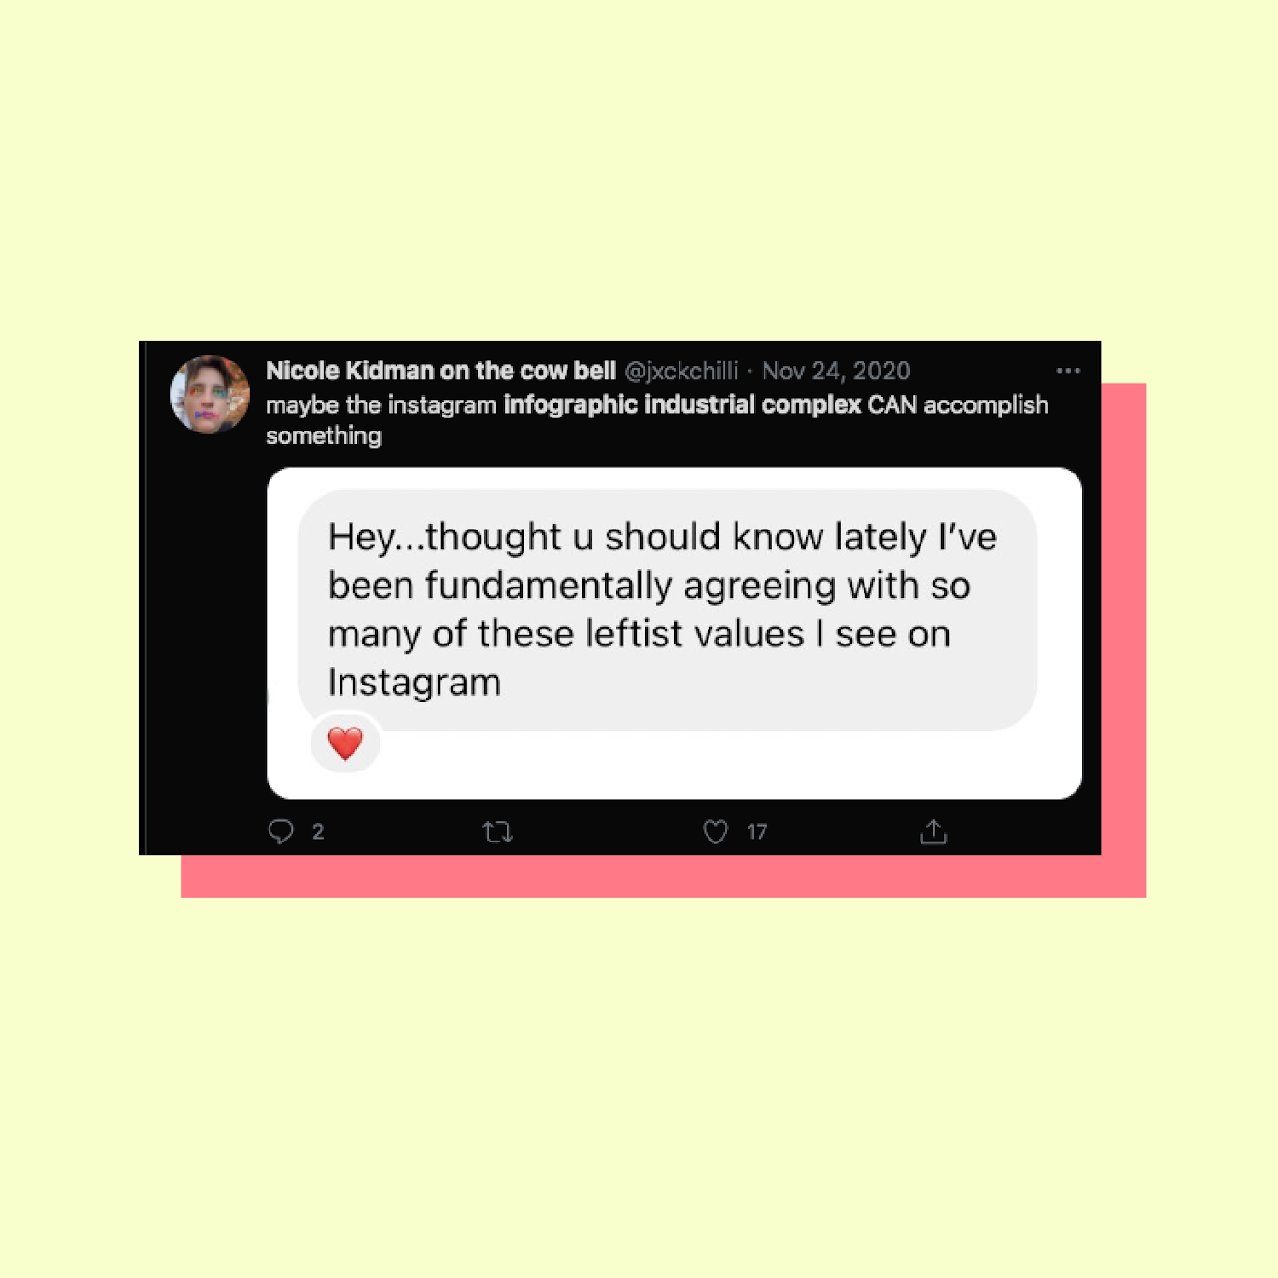 Nicole Kidman on the cow bell @jxckchilli · Nov 24, 2020
maybe the instagram infographic industrial complex CAN accomplish
something
Hey...thought u should know lately I’ve
been fundamentally agreeing with so
many of these leftist values I see on
Instagram
2 17